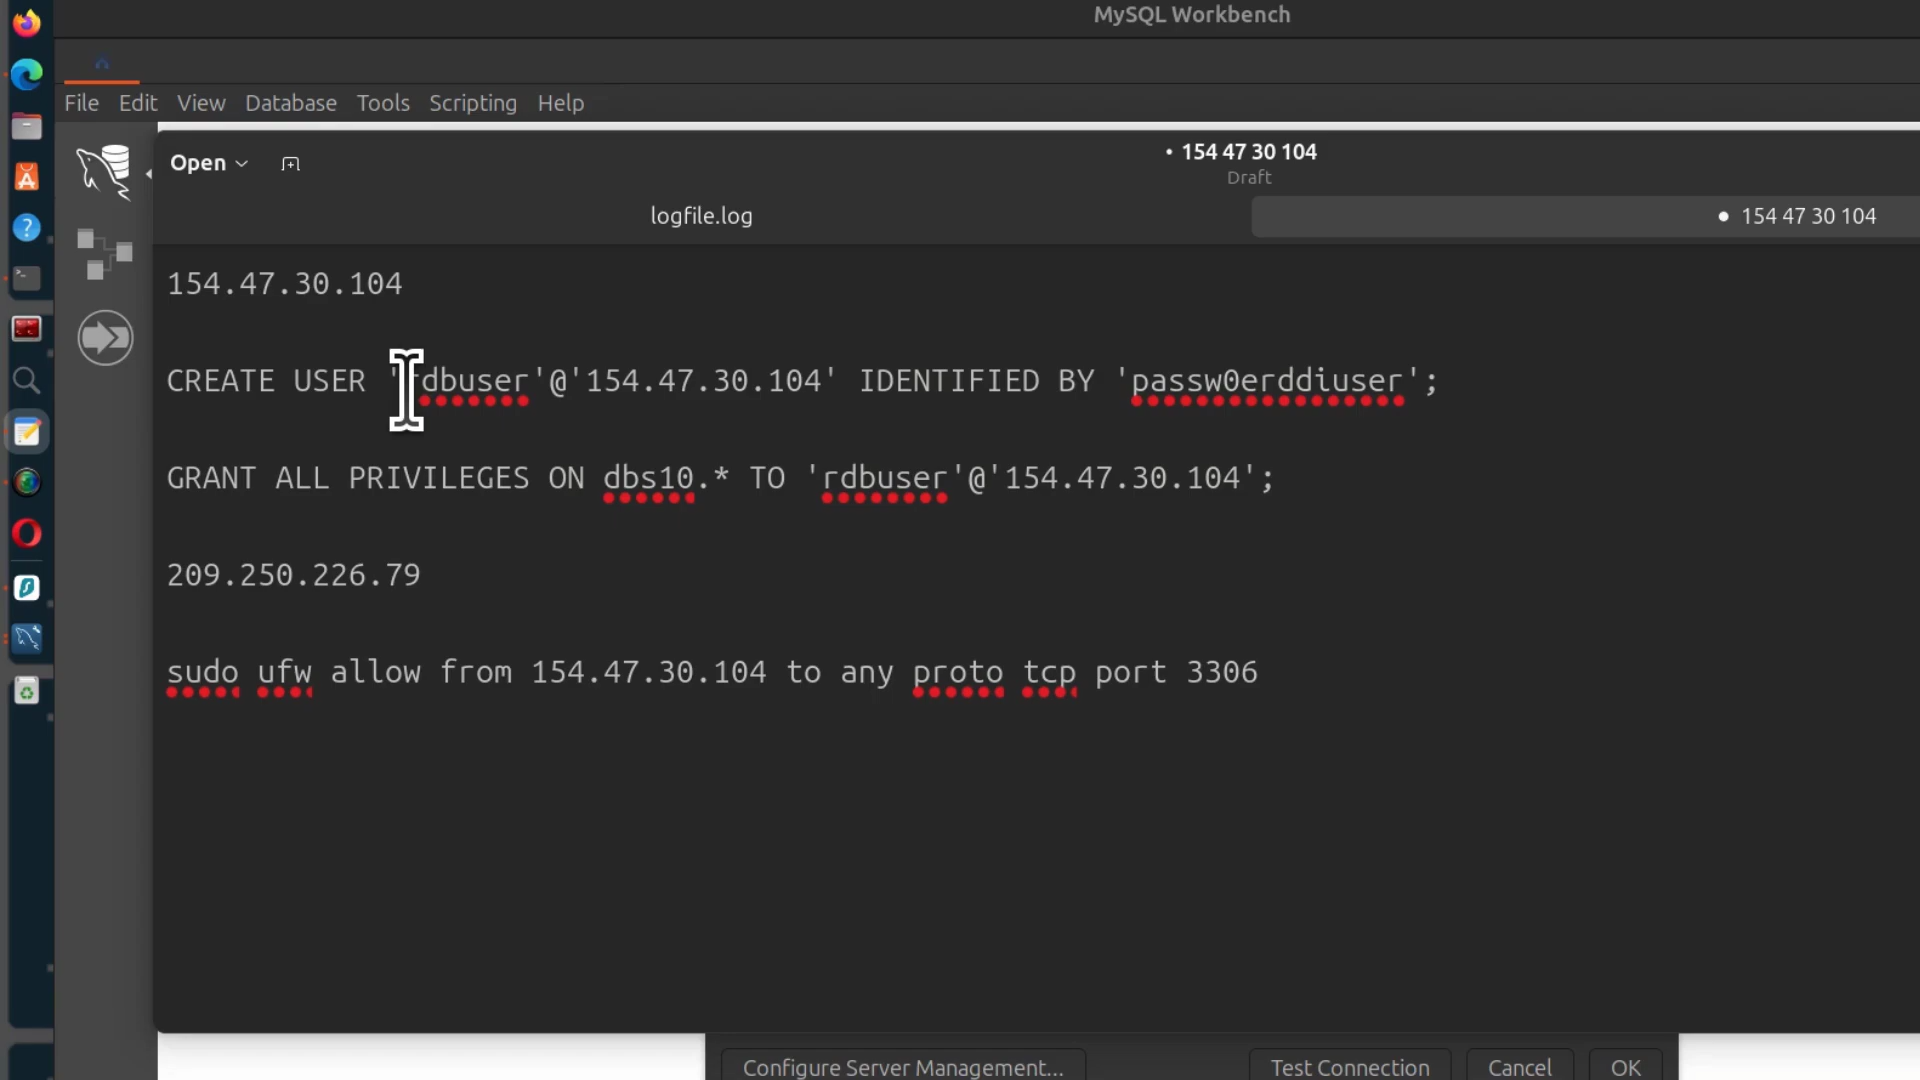 MySQL Workbench
File Edit View Database Tools Scripting Help
Open
• 154 47 30 104
Draft
logfile.log
• 154 47 30 104
154.47.30.104
CREATE USER 'rdbuser'@'154.47.30.104' IDENTIFIED BY 'passw0erddiuser';
GRANT ALL PRIVILEGES ON dbs10.* TO 'rdbuser'@'154.47.30.104';
209.250.226.79
sudo ufw allow from 154.47.30.104 to any proto tcp port 3306
Configure Server Management... Test Connection Cancel OK